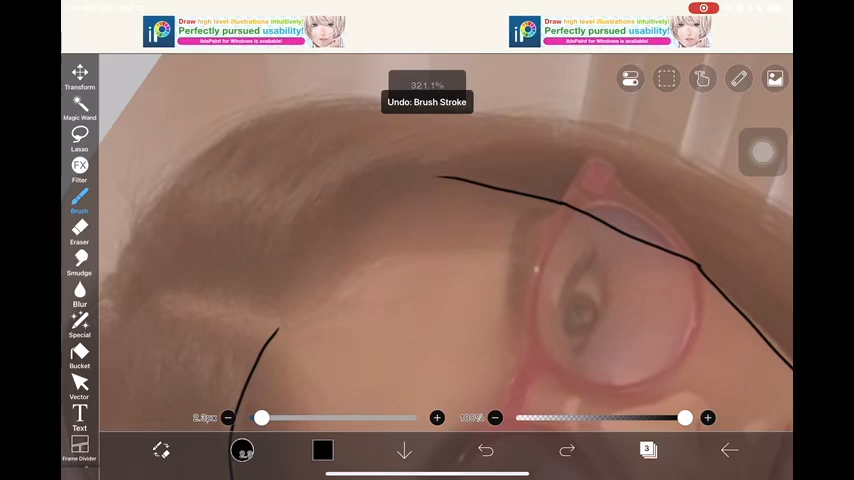 Draw high level illustrations intuitively!
Perfectly pursued usability!
ibisPaint for Windows is available!
Draw high level illustrations intuitively!
Perfectly pursued usability!
ibisPaint for Windows is available!
321.1%
Undo: Brush Stroke
Transform
Magic Wand
Lasso
FX
Filter
Brush
Eraser
Smudge
Blur
Special
Bucket
Vector
T
Text
Frame Divider
2.3px
100%
2.3
3